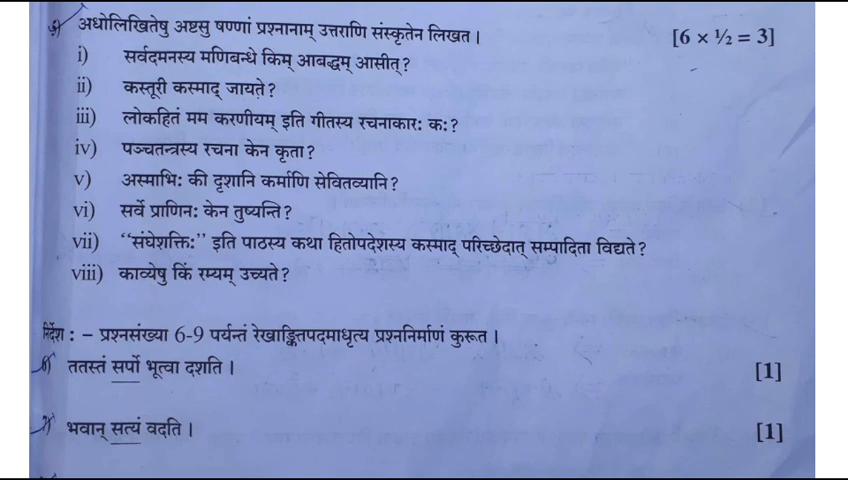 5) अधोलिखितेषु अष्टसु षण्णां प्रश्नानाम् उत्तराणि संस्कृतेन लिखत । [6 × ½ = 3]
i) सर्वदमनस्य मणिबन्धे किम् आबद्धम् आसीत्?
ii) कस्तूरी कस्माद् जायते?
iii) लोकहितं मम करणीयम् इति गीतस्य रचनाकारः कः?
iv) पञ्चतन्त्रस्य रचना केन कृता?
v) अस्माभिः की दृशानि कर्माणि सेवितव्यानि?
vi) सर्वे प्राणिनः केन तुष्यन्ति?
vii) “संघेशक्तिः” इति पाठस्य कथा हितोपदेशस्य कस्माद् परिच्छेदात् सम्पादिता विद्यते?
viii) काव्येषु किं रम्यम् उच्यते?
निर्देश : – प्रश्नसंख्या 6-9 पर्यन्तं रेखाङ्कितपदमाधृत्य प्रश्ननिर्माणं कुरूत ।
6) ततस्तं सर्पो भूत्वा दशति । [1]
7) भवान् सत्यं वदति । [1]